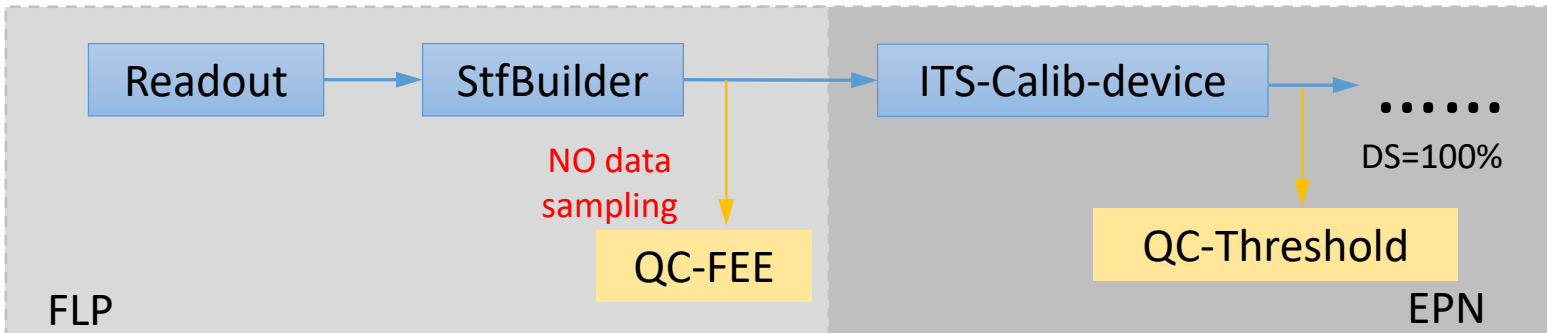 Readout
StfBuilder
ITS-Calib-device
......
NO data
sampling
DS=100%
QC-FEE
QC-Threshold
FLP
EPN